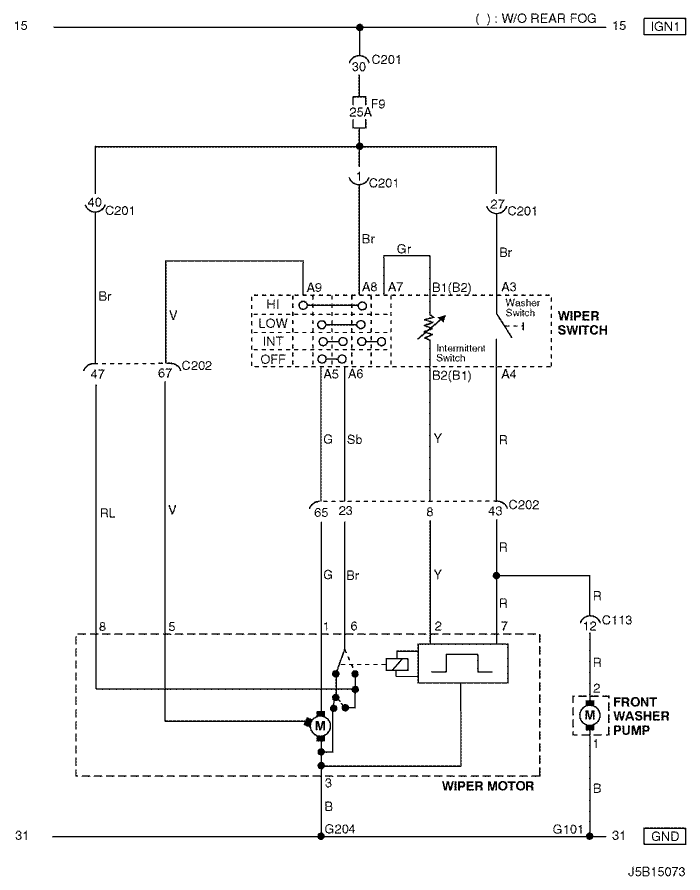 15 ( ) : W/O REAR FOG 15 IGN1
30 C201
25A F9
40 C201
1 C201
27 C201
Br V Br Gr Br
A9 A8 A7 B1(B2) A3
HI
LOW
INT
OFF
Washer
Switch
Intermittent
Switch
WIPER
SWITCH
A5 A6 B2(B1) A4
47 67 C202
G Sb Y R
RL V
65 23 8 43 C202
R
G Br Y R
R
12 C113
R
8 5 1 6 2 7
M
2
M
1
FRONT
WASHER
PUMP
3
WIPER MOTOR
B B
31 G204 G101 31 GND
J5B15073